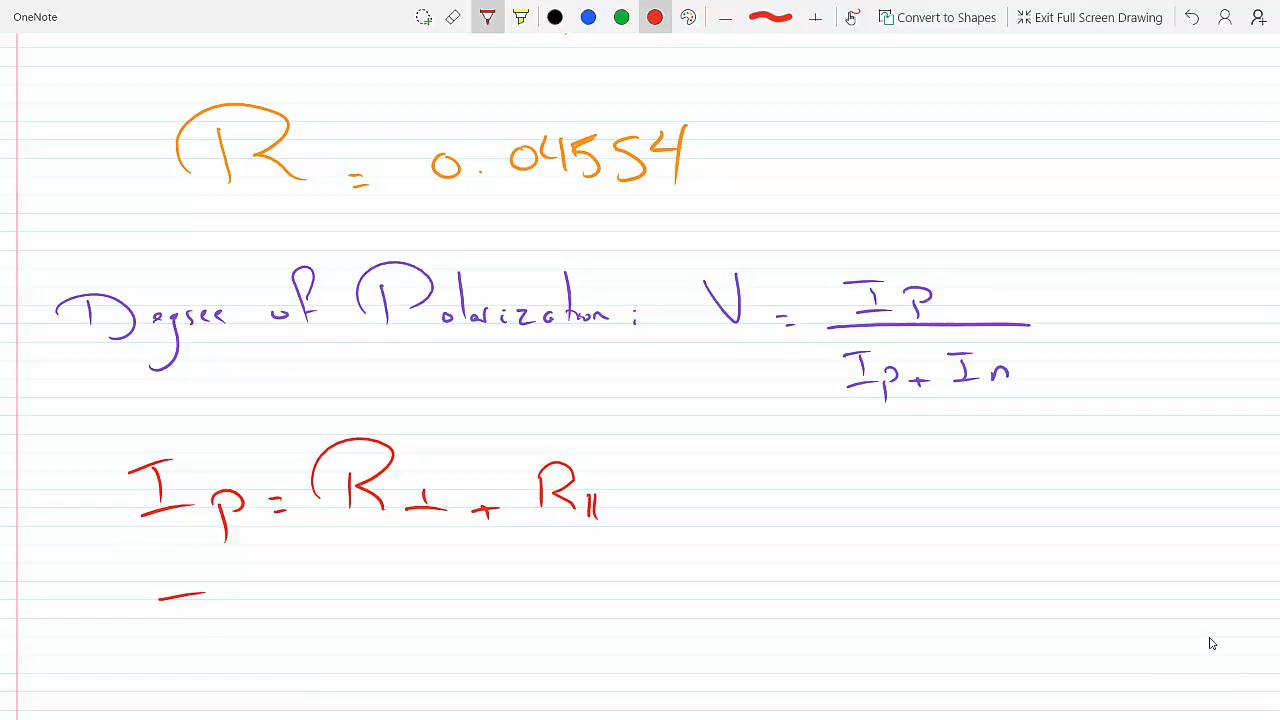 OneNote
Convert to Shapes
Exit Full Screen Drawing
R = 0.04554
Degree of Polarization: V = Ip / Ip + In
Ip = R⊥ + R||